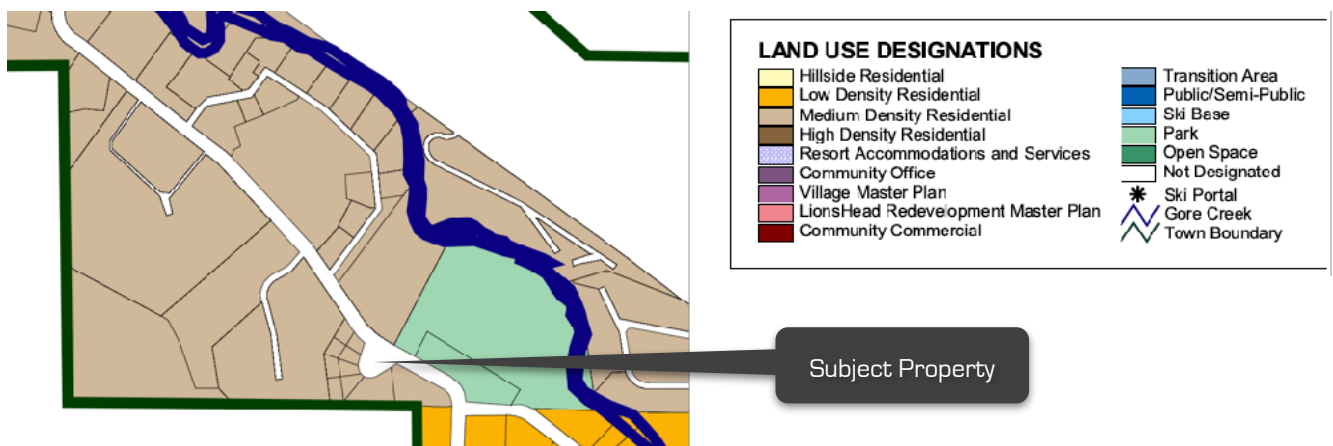 LAND USE DESIGNATIONS
Hillside Residential
Low Density Residential
Medium Density Residential
High Density Residential
Resort Accommodations and Services
Community Office
Village Master Plan
LionsHead Redevelopment Master Plan
Community Commercial
Transition Area
Public/Semi-Public
Ski Base
Park
Open Space
Not Designated
Ski Portal
Gore Creek
Town Boundary
Subject Property